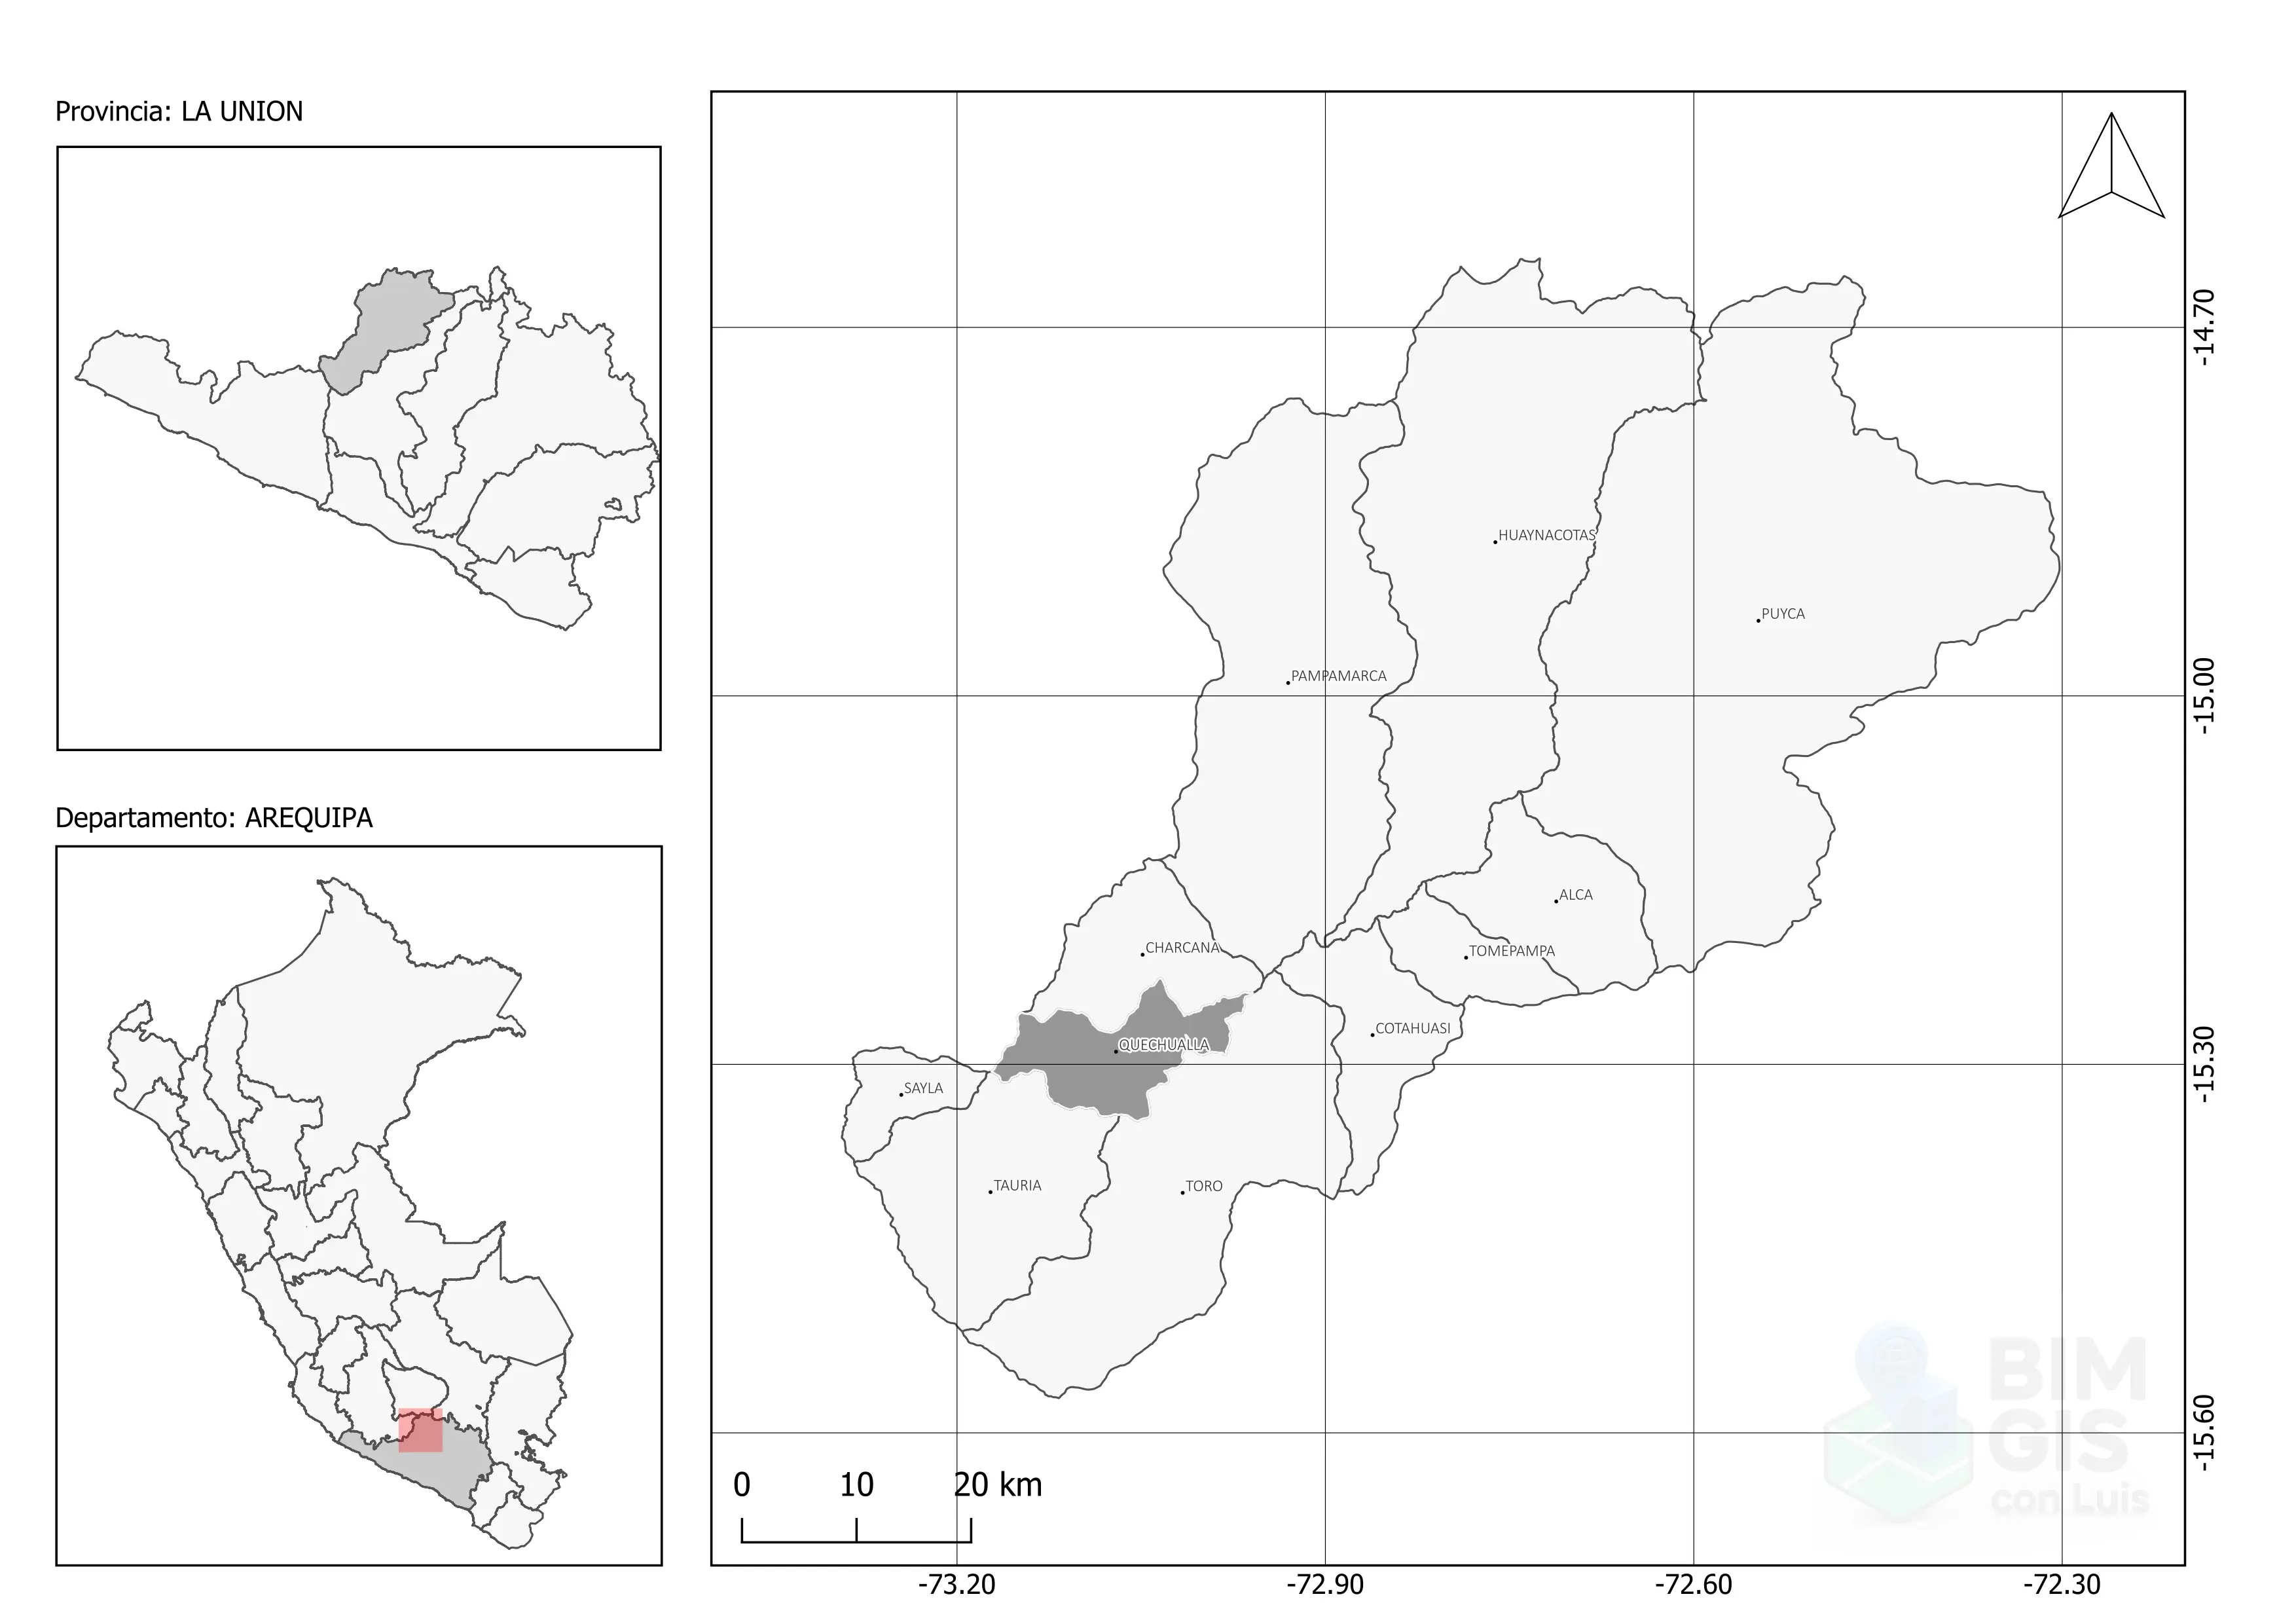 Provincia: LA UNION
Departamento: AREQUIPA
HUAYNACOTAS
PUYCA
PAMPAMARCA
ALCA
CHARCANA
TOMEPAMPA
COTAHUASI
QUECHUALLA
SAYLA
TAURIA
TORO
-14.70
-15.00
-15.30
-15.60
0 10 20 km
-73.20 -72.90 -72.60 -72.30
BIM
GIS
con Luis